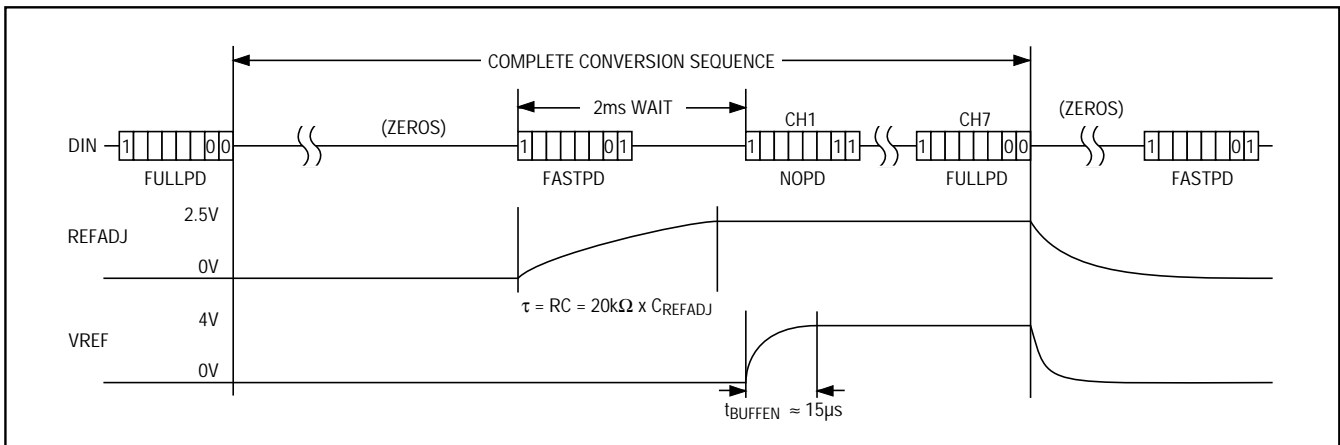 COMPLETE CONVERSION SEQUENCE
2ms WAIT
(ZEROS)
CH1
CH7
(ZEROS)
DIN
1 0 0
1 0 1
1 1 1
1 0 0
1 0 1
FULLPD
FASTPD
NOPD
FULLPD
FASTPD
2.5V
REFADJ
0V
τ = RC = 20kΩ x CREFADJ
4V
VREF
0V
tBUFFEN ≈ 15µs